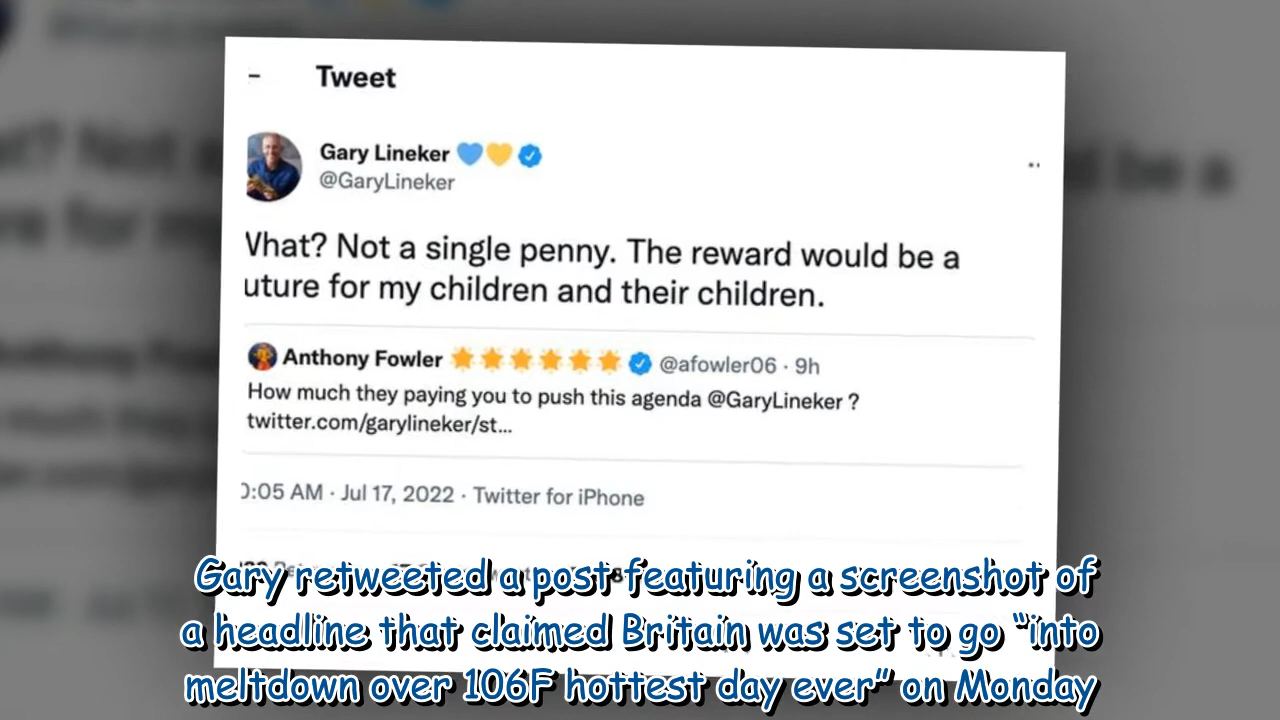 Tweet
Gary Lineker
@GaryLineker
What? Not a single penny. The reward would be a
uture for my children and their children.
Anthony Fowler @afowler06 · 9h
How much they paying you to push this agenda @GaryLineker ?
twitter.com/garylineker/st...
0:05 AM · Jul 17, 2022 · Twitter for iPhone
Gary retweeted a post featuring a screenshot of
a headline that claimed Britain was set to go “into
meltdown over 106F hottest day ever” on Monday